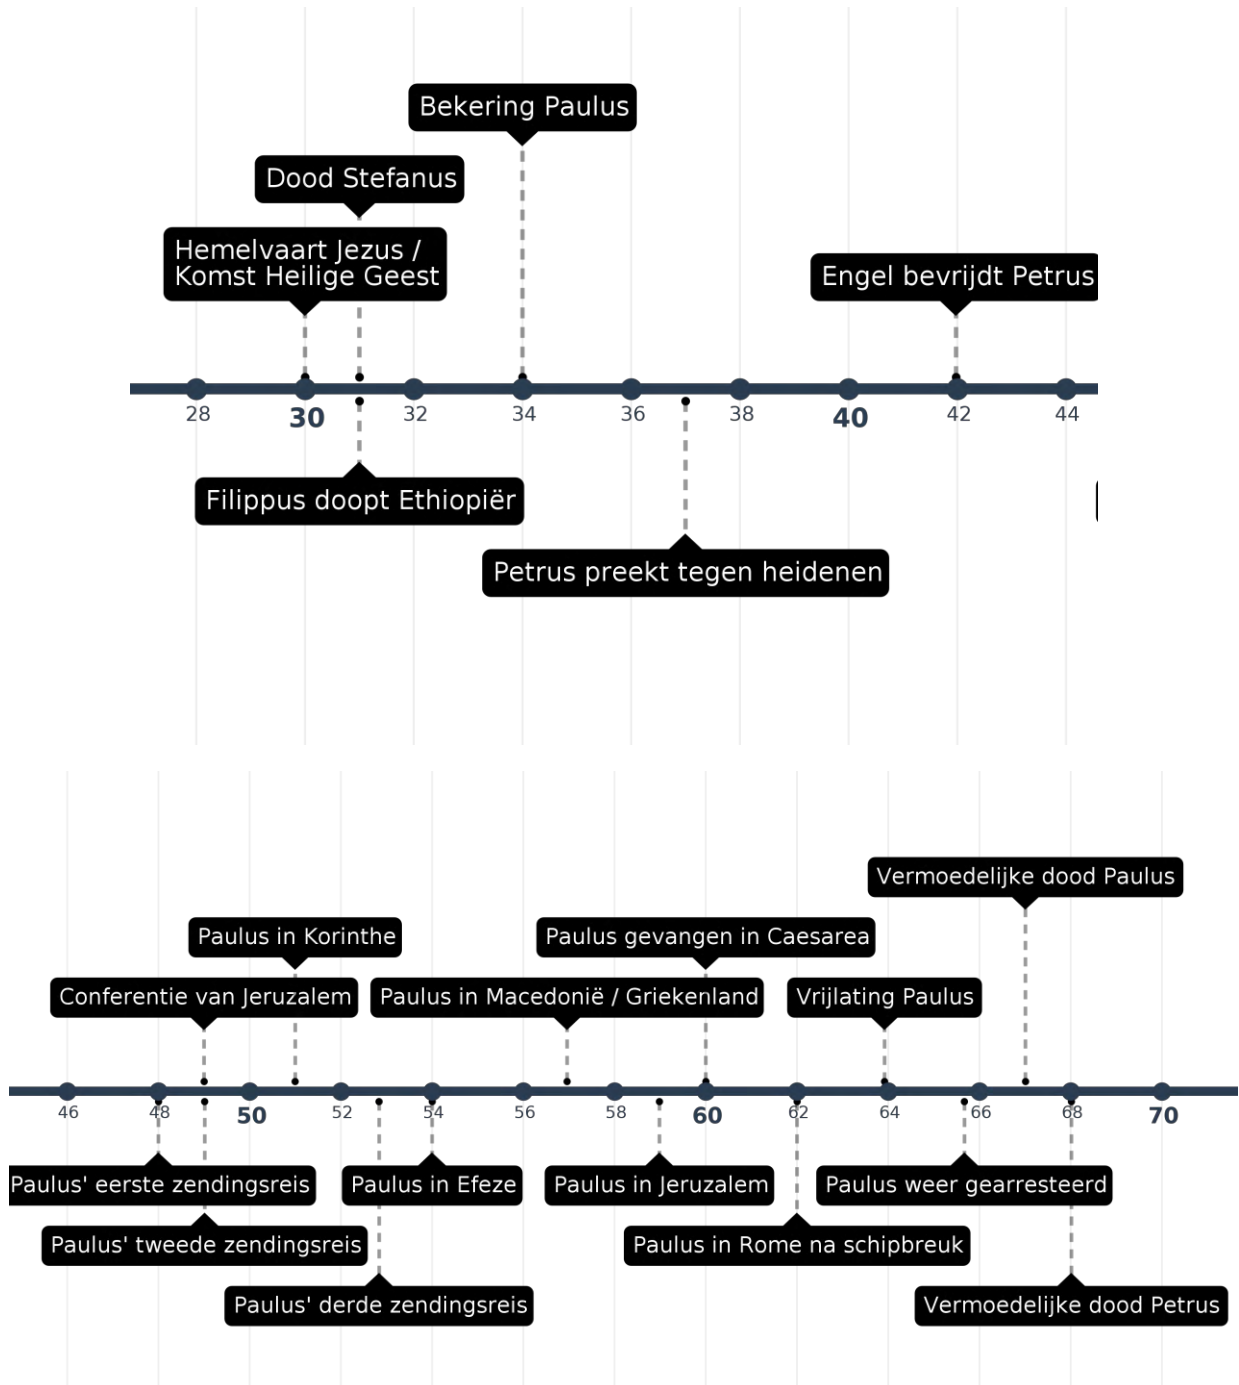 Bekering Paulus
Dood Stefanus
Hemelvaart Jezus /
Komst Heilige Geest
Engel bevrijdt Petrus
28
30
32
34
36
38
40
42
44
Filippus doopt Ethiopiër
Petrus preekt tegen heidenen
Vermoedelijke dood Paulus
Paulus in Korinthe
Paulus gevangen in Caesarea
Conferentie van Jeruzalem
Paulus in Macedonië / Griekenland
Vrijlating Paulus
46
48
50
52
54
56
58
60
62
64
66
68
70
Paulus' eerste zendingsreis
Paulus in Efeze
Paulus in Jeruzalem
Paulus weer gearresteerd
Paulus' tweede zendingsreis
Paulus in Rome na schipbreuk
Paulus' derde zendingsreis
Vermoedelijke dood Petrus